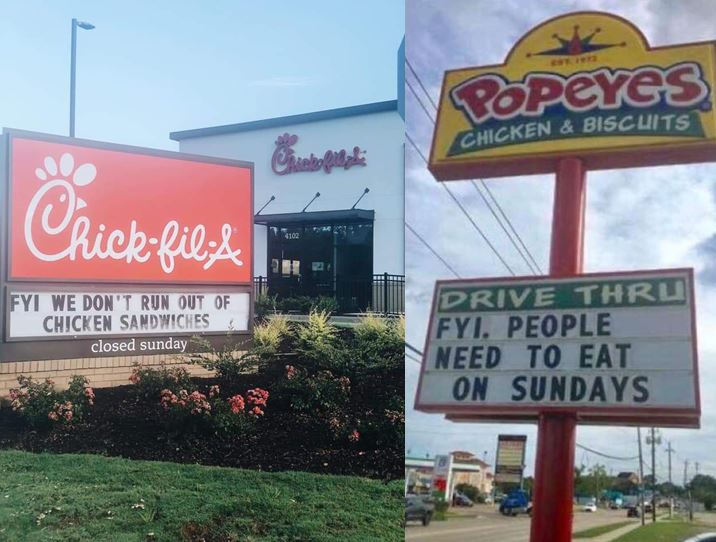 Chick-fil-A
FYI WE DON'T RUN OUT OF
CHICKEN SANDWICHES
closed sunday
Chick-fil-A
4102
EST. 1972
POPEYES
CHICKEN & BISCUITS
DRIVE THRU
FYI. PEOPLE
NEED TO EAT
ON SUNDAYS